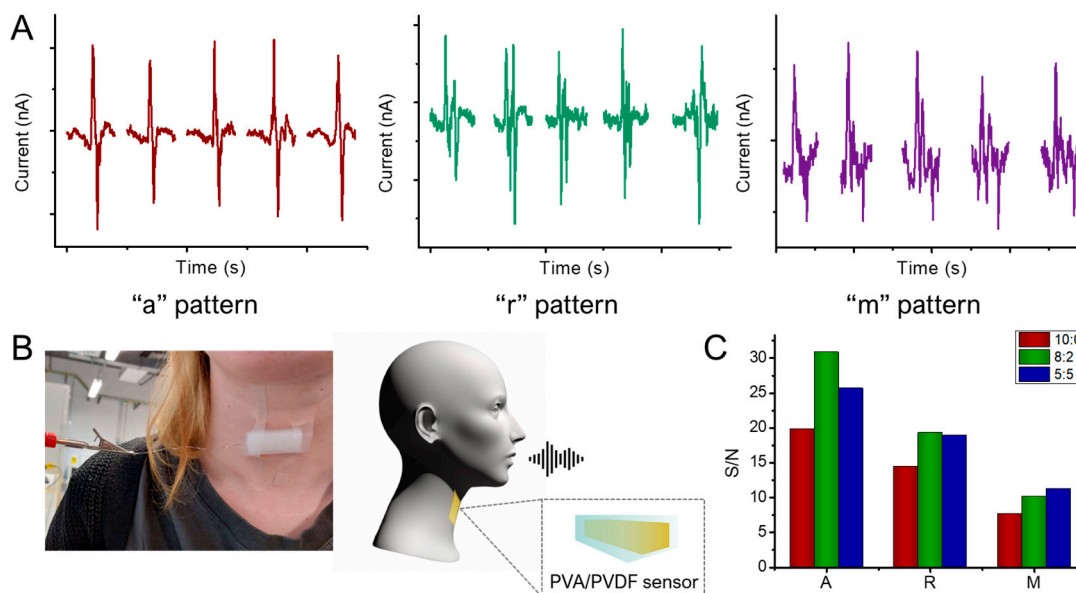 A
Current (nA)
Time (s)
“a” pattern
Current (nA)
Time (s)
“r” pattern
Current (nA)
Time (s)
“m” pattern
B
PVA/PVDF sensor
C
S/N
30
25
20
15
10
5
0
A R M
8:2
5:5